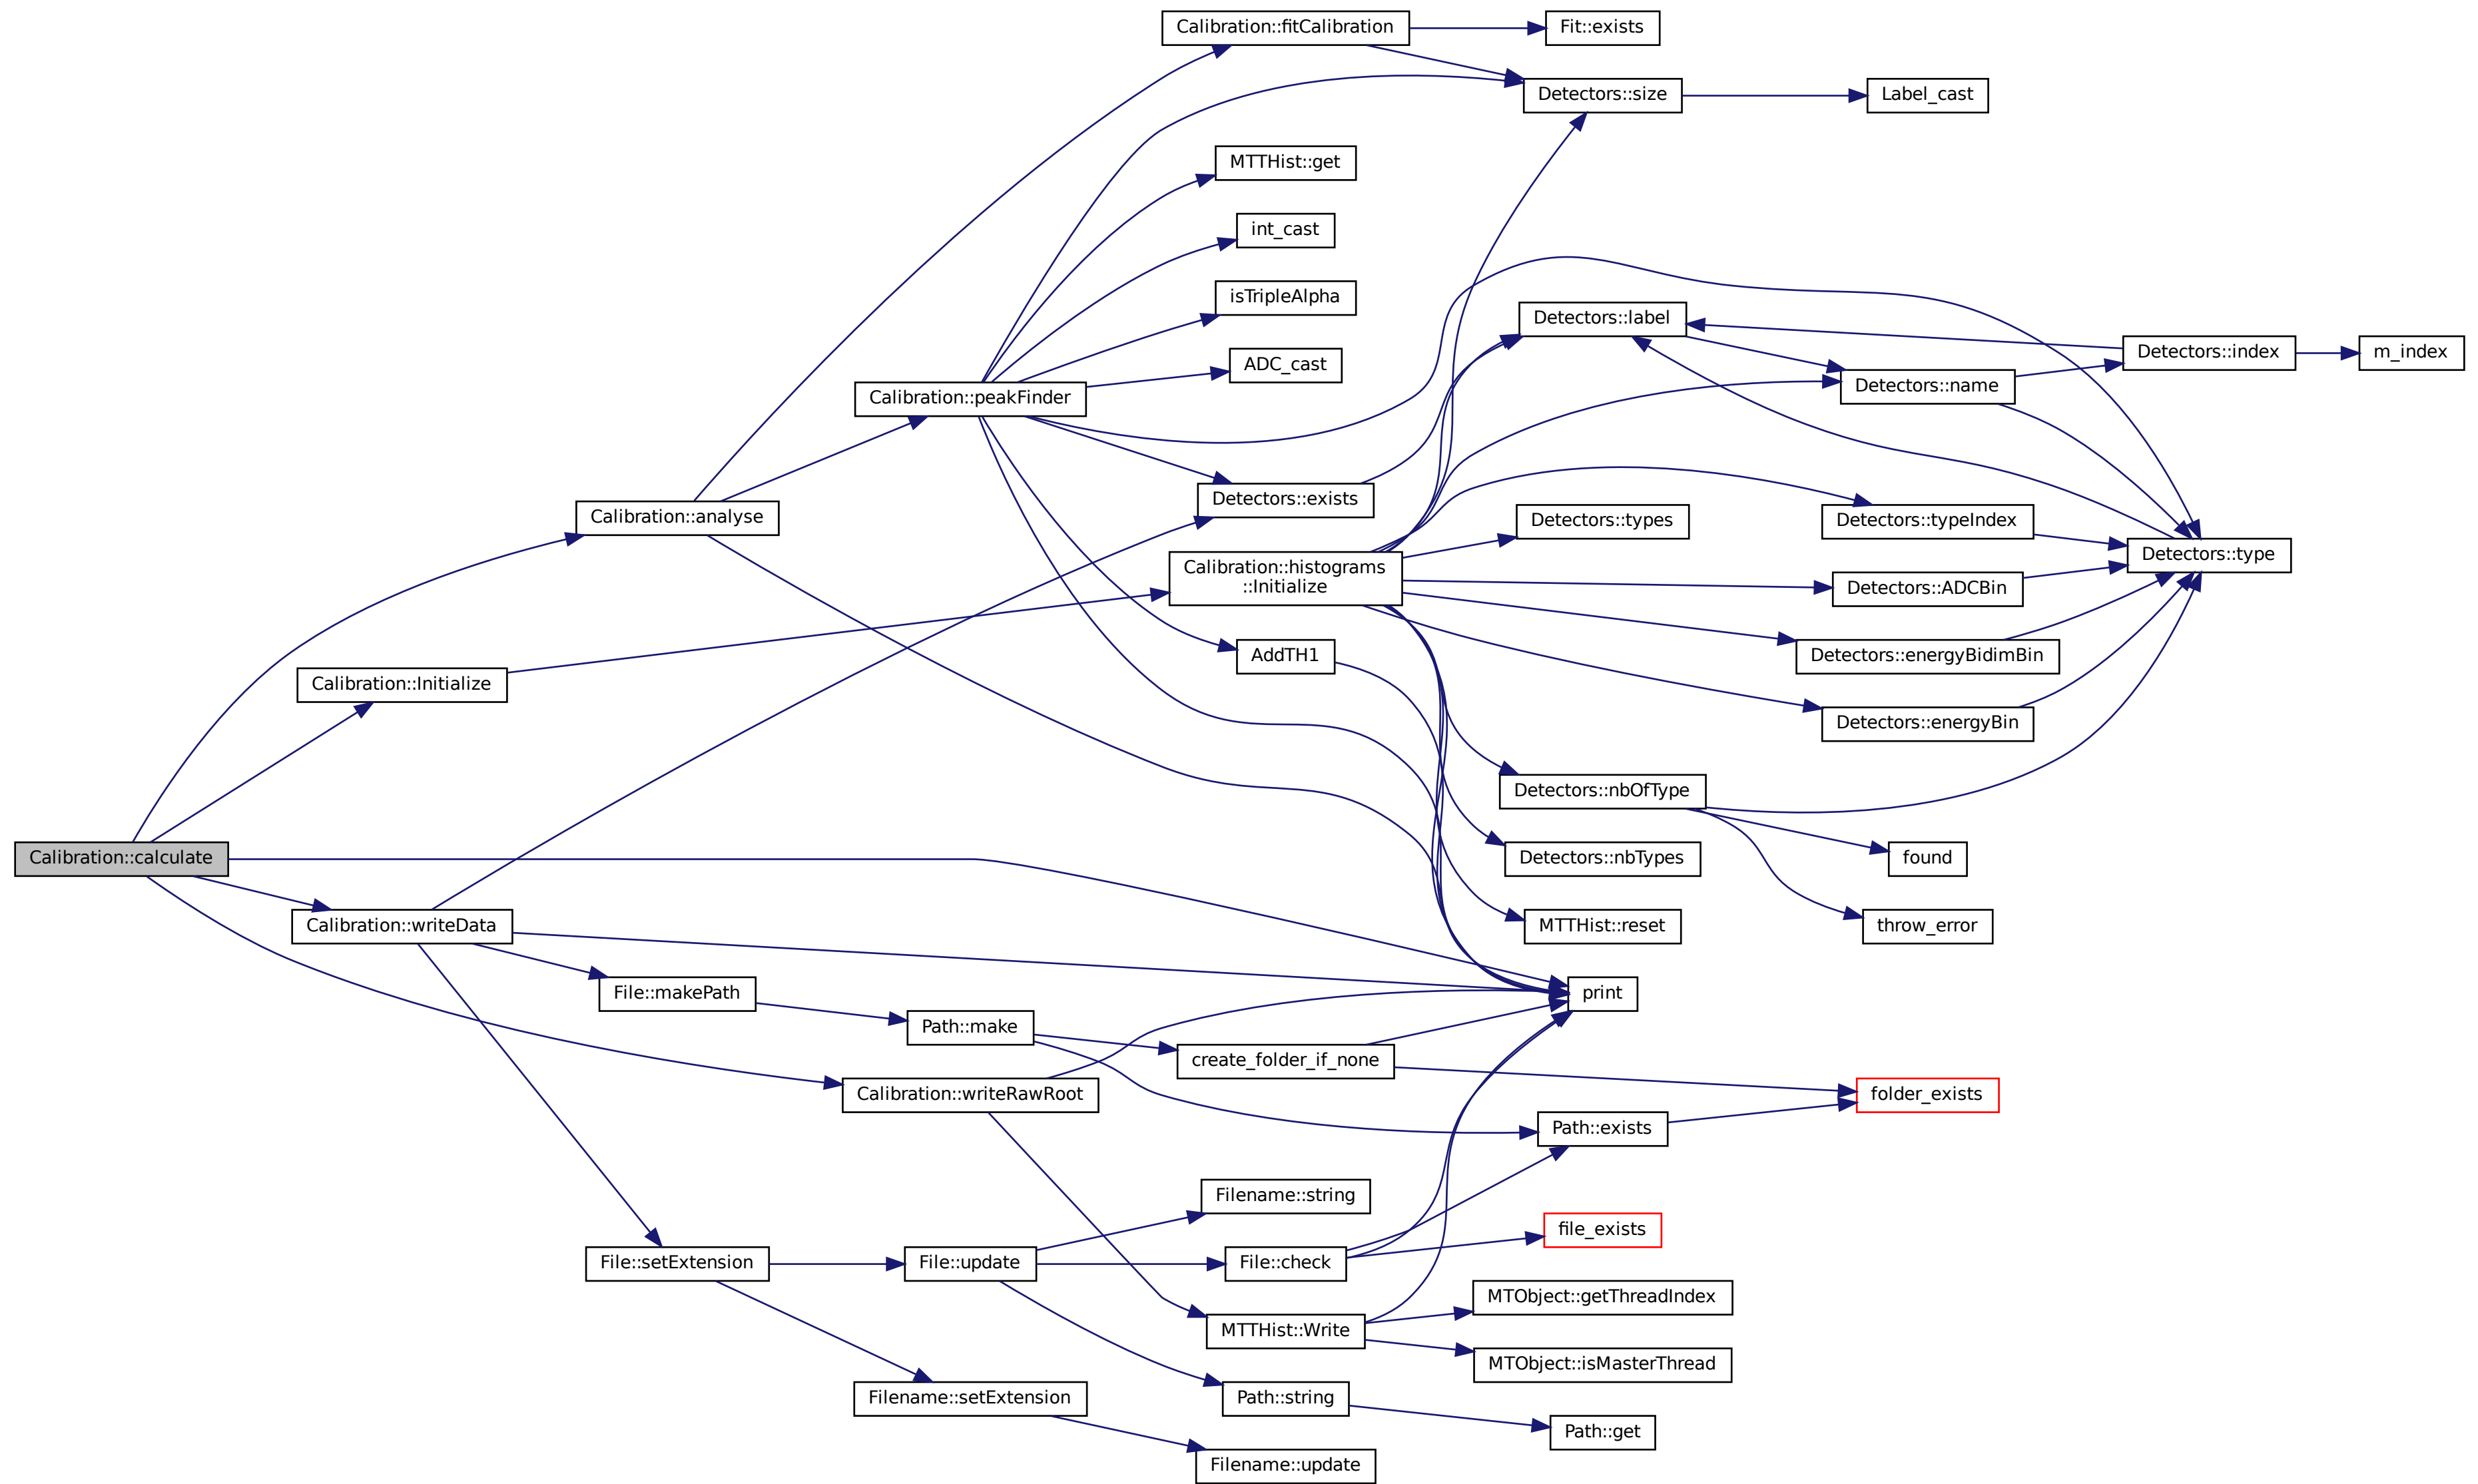 Calibration::fitCalibration
Fit::exists
Detectors::size
Label_cast
MTTHist::get
int_cast
isTripleAlpha
Detectors::label
Detectors::index
m_index
ADC_cast
Calibration::peakFinder
Detectors::name
Detectors::exists
Calibration::analyse
Detectors::types
Detectors::typeIndex
Detectors::type
Calibration::histograms
::Initialize
Detectors::ADCBin
AddTH1
Detectors::energyBidimBin
Calibration::Initialize
Detectors::energyBin
Detectors::nbOfType
Calibration::calculate
Detectors::nbTypes
found
Calibration::writeData
MTTHist::reset
throw_error
File::makePath
print
Path::make
create_folder_if_none
Calibration::writeRawRoot
folder_exists
Path::exists
Filename::string
file_exists
File::setExtension
File::update
File::check
MTObject::getThreadIndex
MTTHist::Write
MTObject::isMasterThread
Filename::setExtension
Path::string
Path::get
Filename::update